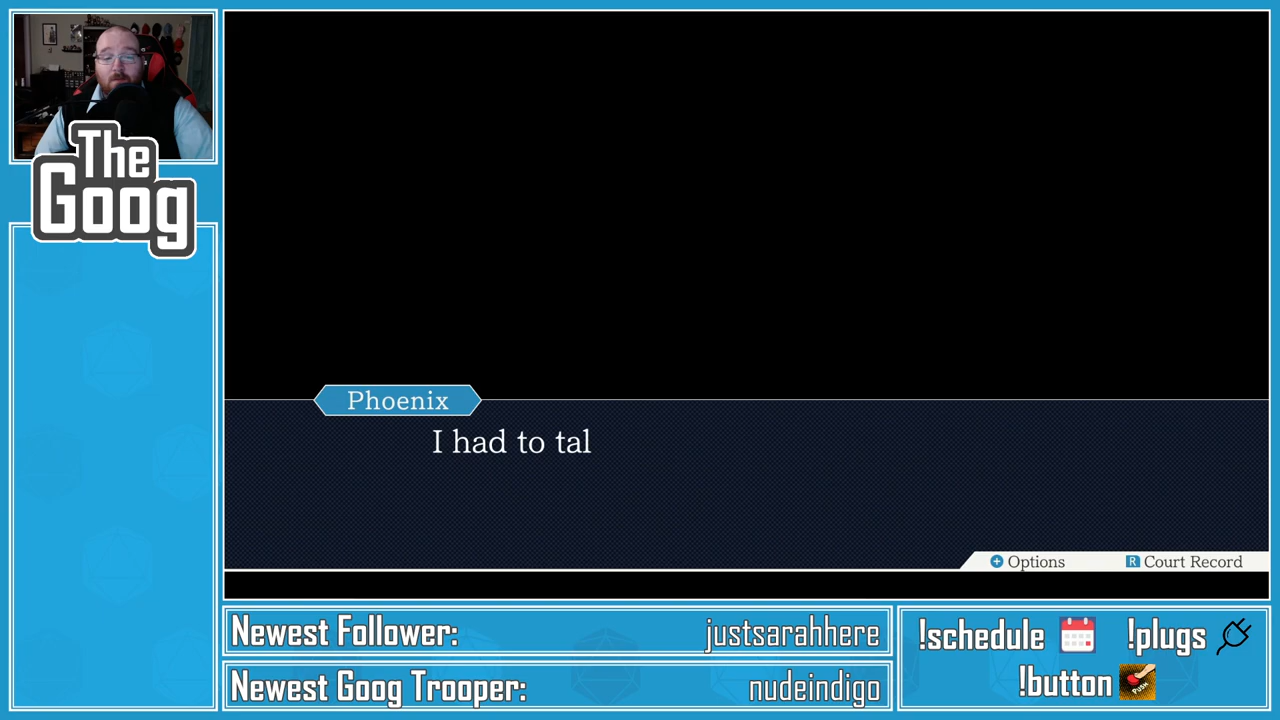 The
Goog
Phoenix
I had to tal
Options
R Court Record
Newest Follower: justsarahhere
!schedule !plugs
Newest Goog Trooper: nudeindigo
!button
PUSH